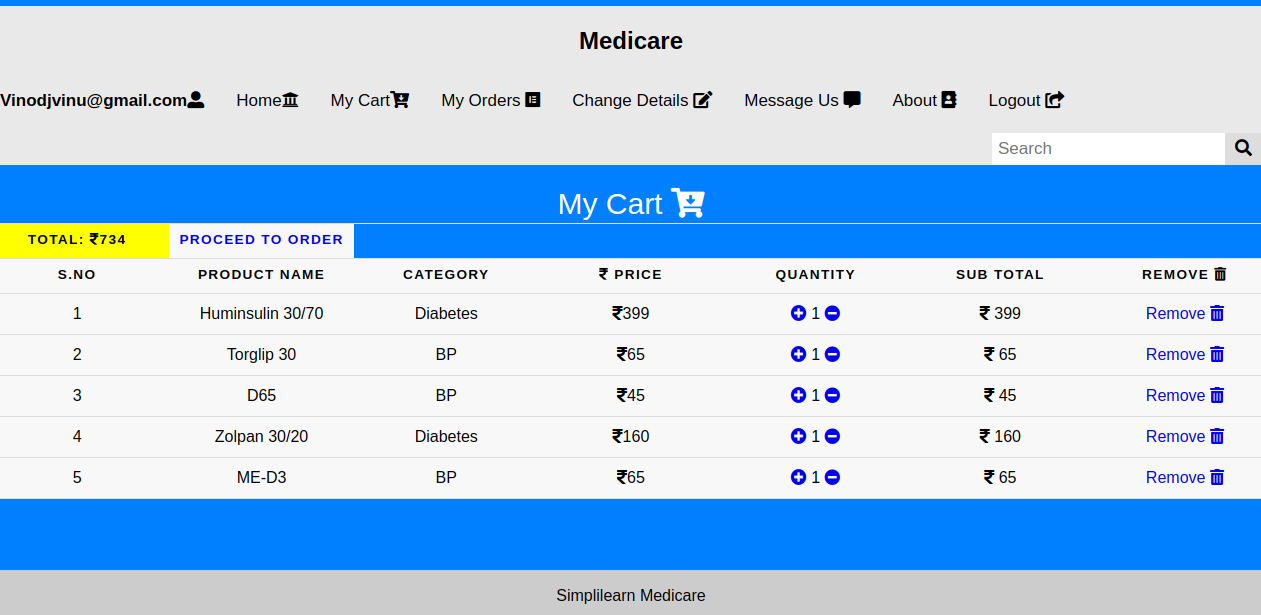 Medicare
Vinodjvinu@gmail.com Home My Cart My Orders Change Details Message Us About Logout
Search
My Cart
TOTAL: ₹734 PROCEED TO ORDER
S.NO PRODUCT NAME CATEGORY ₹ PRICE QUANTITY SUB TOTAL REMOVE
1 Huminsulin 30/70 Diabetes ₹399 1 ₹ 399 Remove
2 Torglip 30 BP ₹65 1 ₹ 65 Remove
3 D65 BP ₹45 1 ₹ 45 Remove
4 Zolpan 30/20 Diabetes ₹160 1 ₹ 160 Remove
5 ME-D3 BP ₹65 1 ₹ 65 Remove
Simplilearn Medicare